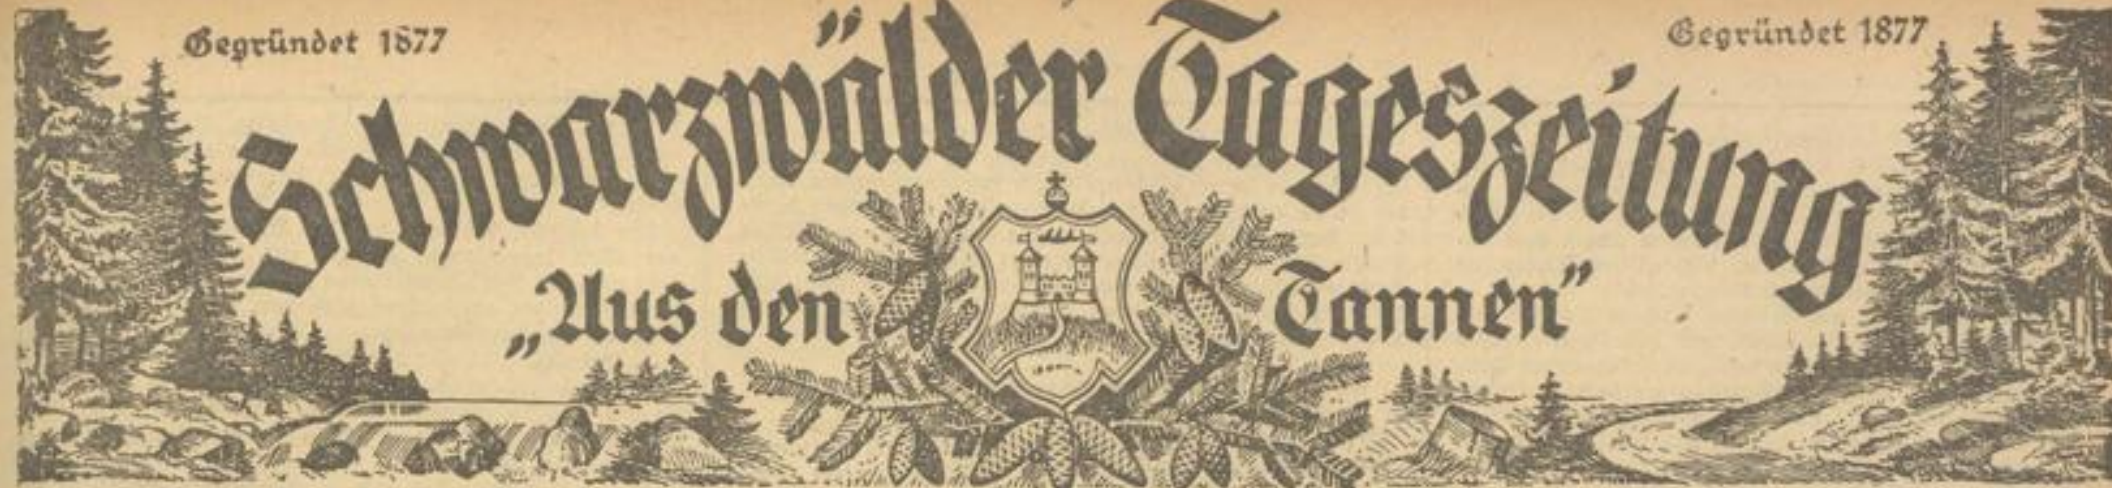 Gegründet 1877
Gegründet 1877
Schwarzwälder Tageszeitung
„Aus den Tannen“